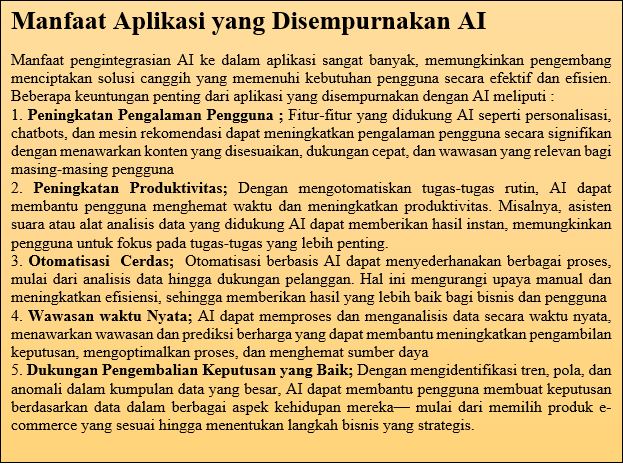 Manfaat Aplikasi yang Disempurnakan AI
Manfaat pengintegrasian AI ke dalam aplikasi sangat banyak, memungkinkan pengembang
menciptakan solusi canggih yang memenuhi kebutuhan pengguna secara efektif dan efisien.
Beberapa keuntungan penting dari aplikasi yang disempurnakan dengan AI meliputi :
1. Peningkatan Pengalaman Pengguna ; Fitur-fitur yang didukung AI seperti personalisasi,
chatbots, dan mesin rekomendasi dapat meningkatkan pengalaman pengguna secara signifikan
dengan menawarkan konten yang disesuaikan, dukungan cepat, dan wawasan yang relevan bagi
masing-masing pengguna
2. Peningkatan Produktivitas; Dengan mengotomatiskan tugas-tugas rutin, AI dapat
membantu pengguna menghemat waktu dan meningkatkan produktivitas. Misalnya, asisten
suara atau alat analisis data yang didukung AI dapat memberikan hasil instan, memungkinkan
pengguna untuk fokus pada tugas-tugas yang lebih penting.
3. Otomatisasi Cerdas; Otomatisasi berbasis AI dapat menyederhanakan berbagai proses,
mulai dari analisis data hingga dukungan pelanggan. Hal ini mengurangi upaya manual dan
meningkatkan efisiensi, sehingga memberikan hasil yang lebih baik bagi bisnis dan pengguna
4. Wawasan waktu Nyata; AI dapat memproses dan menganalisis data secara waktu nyata,
menawarkan wawasan dan prediksi berharga yang dapat membantu meningkatkan pengambilan
keputusan, mengoptimalkan proses, dan menghemat sumber daya
5. Dukungan Pengembalian Keputusan yang Baik; Dengan mengidentifikasi tren, pola, dan
anomali dalam kumpulan data yang besar, AI dapat membantu pengguna membuat keputusan
berdasarkan data dalam berbagai aspek kehidupan mereka— mulai dari memilih produk e-
commerce yang sesuai hingga menentukan langkah bisnis yang strategis.